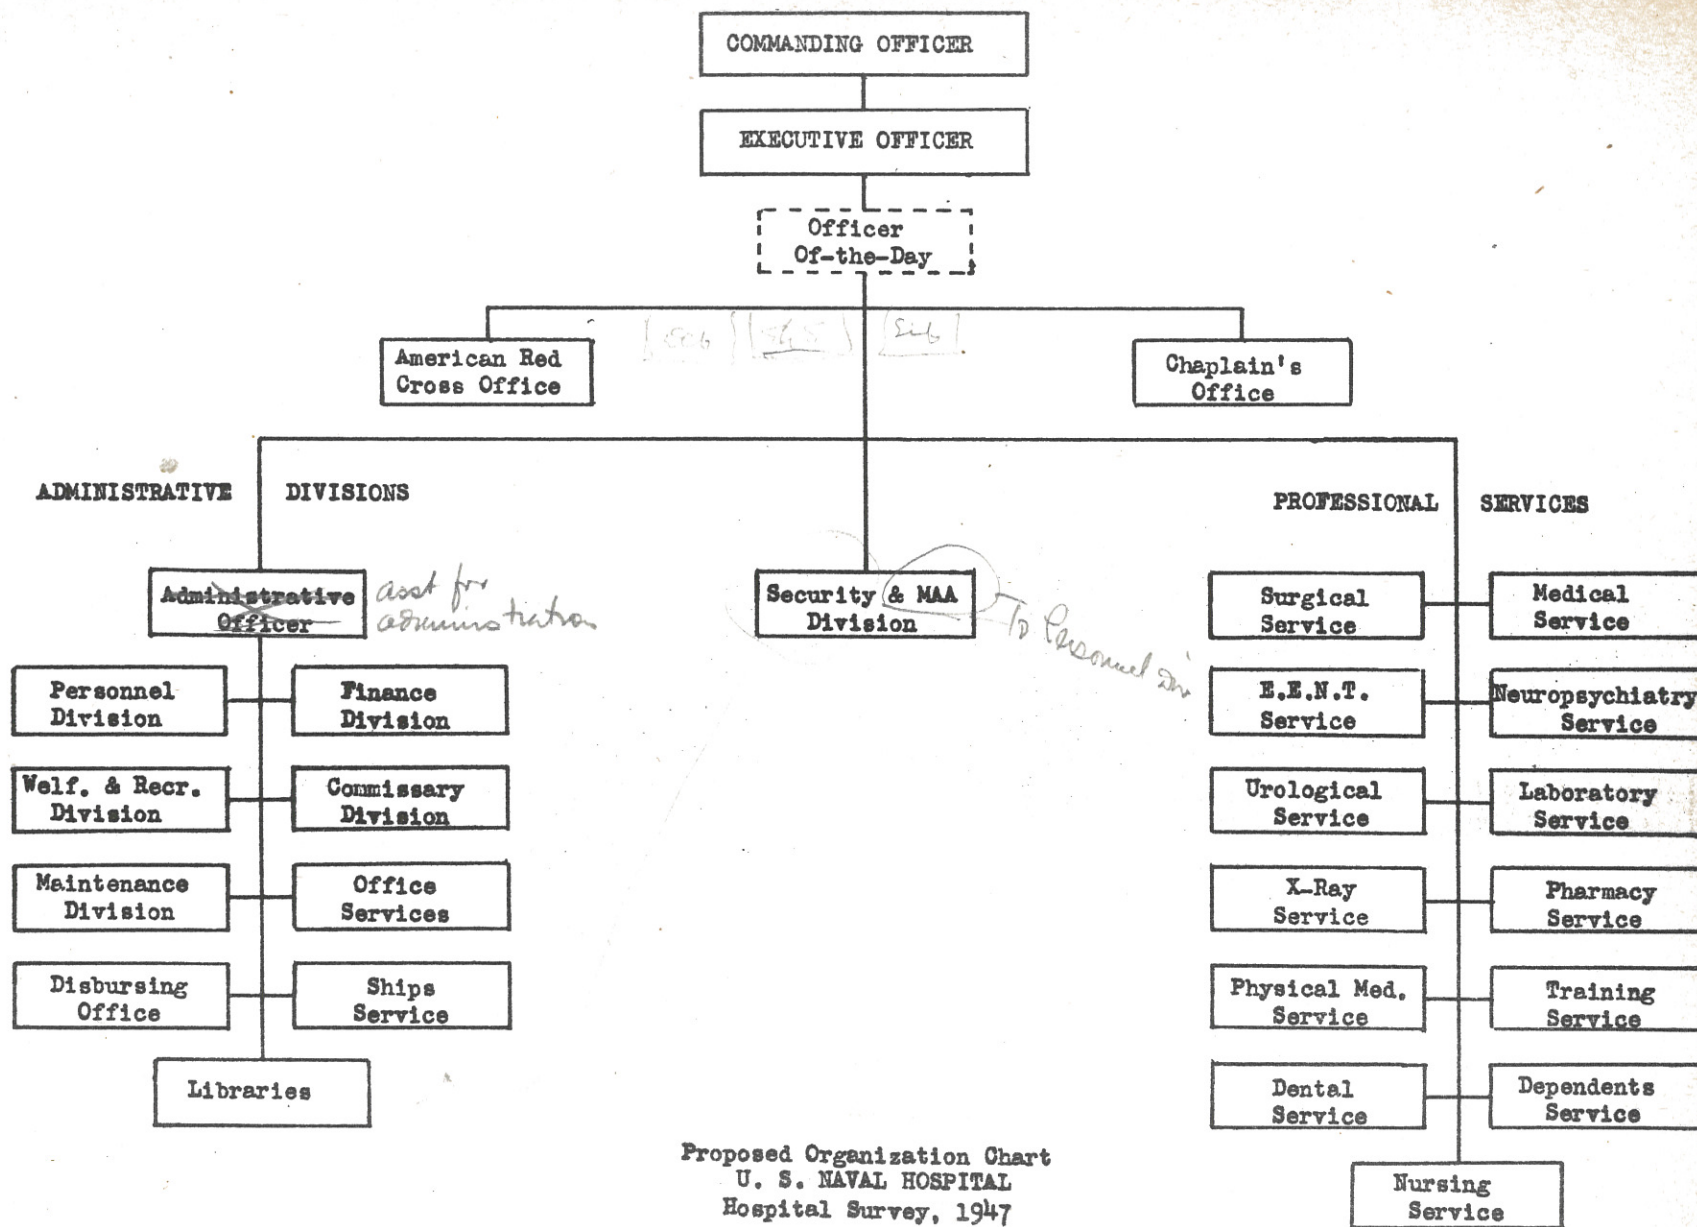 COMMANDING OFFICER
EXECUTIVE OFFICER
Officer
Of-the-Day
American Red
Cross Office
Chaplain's
Office
ADMINISTRATIVE DIVISIONS
PROFESSIONAL SERVICES
Administrative
Officer
asst for
administration
Security & MAA
Division
To Personnel Div
Surgical
Service
Medical
Service
Personnel
Division
Finance
Division
E.E.N.T.
Service
Neuropsychiatry
Service
Welf. & Recr.
Division
Commissary
Division
Urological
Service
Laboratory
Service
Maintenance
Division
Office
Services
X-Ray
Service
Pharmacy
Service
Disbursing
Office
Ships
Service
Physical Med.
Service
Training
Service
Libraries
Dental
Service
Dependents
Service
Nursing
Service
Proposed Organization Chart
U. S. NAVAL HOSPITAL
Hospital Survey, 1947